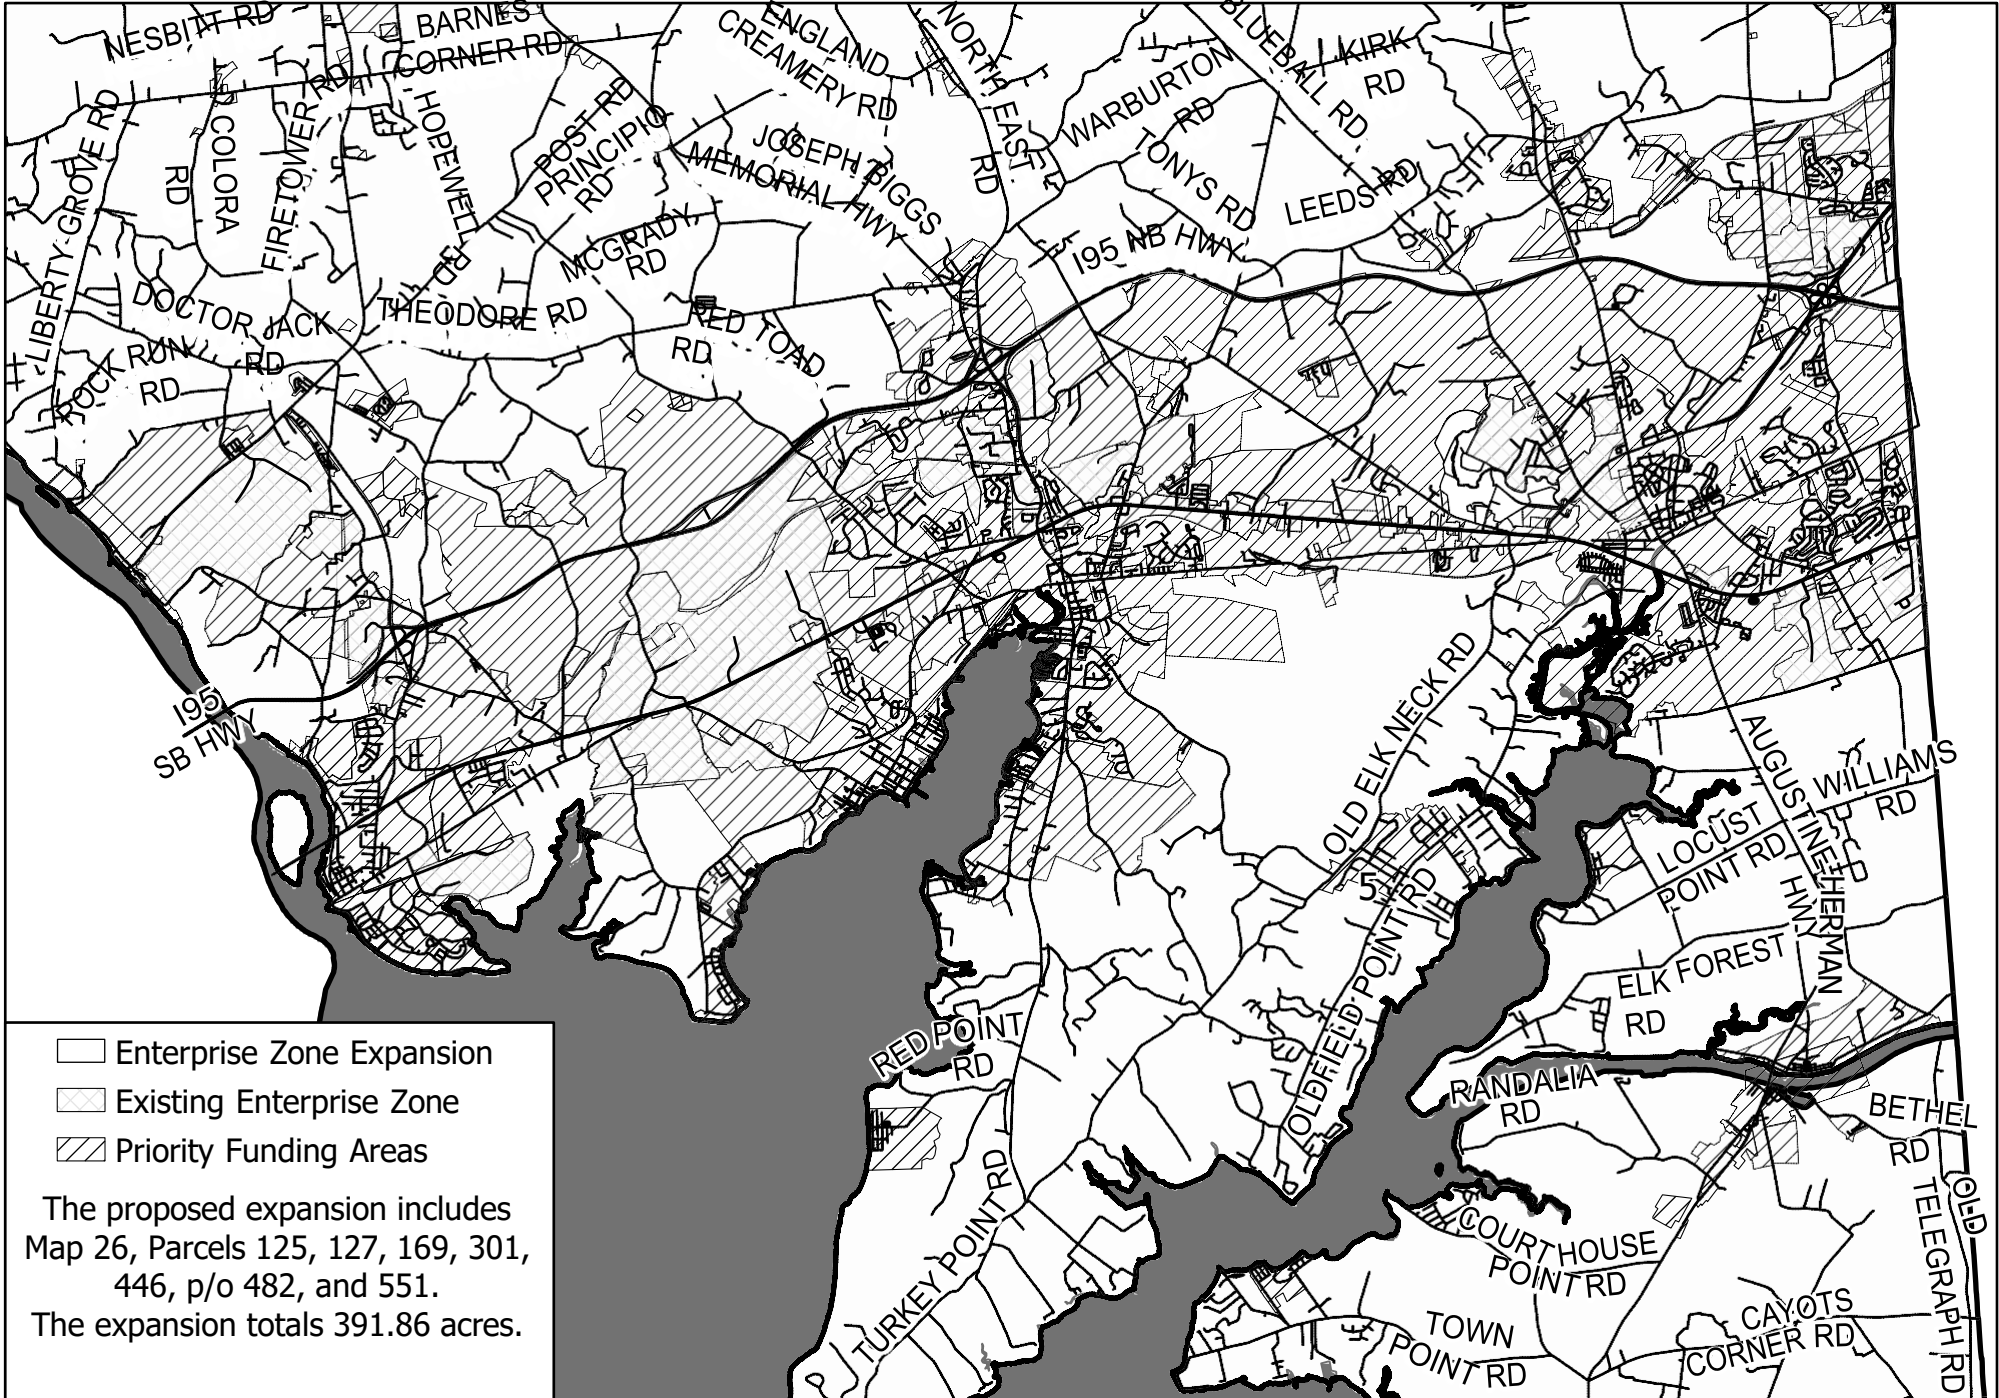 NESBITT RD
BARNES
CORNER RD
ENGLAND
CREAMERY RD
NORTH EAST
RD
BLUEBALL RD
KIRK
RD
WARBURTON
RD
LIBERTY GROVE RD
COLORA
RD
FIRETOWER RD
HOPEWELL RD
POST RD
PRINCIPIO
RD
JOSEPH BIGGS
MEMORIAL HWY
TONYS RD
LEEDS RD
MCGRADY
RD
I95 NB HWY
DOCTOR JACK
RD
THEODORE RD
RED TOAD
RD
ROCK RUN
RD
I95
SB HWY
OLD ELK NECK RD
AUGUSTINE HERMAN
HWY
WILLIAMS
RD
LOCUST
POINT RD
5
OLDFIELD POINT RD
ELK FOREST
RD
RED POINT
RD
RANDALIA
RD
BETHEL
RD
OLD
TELEGRAPH RD
TURKEY POINT RD
COURTHOUSE
POINT RD
TOWN
POINT RD
CAYOTS
CORNER RD
Enterprise Zone Expansion
Existing Enterprise Zone
Priority Funding Areas
The proposed expansion includes
Map 26, Parcels 125, 127, 169, 301,
446, p/o 482, and 551.
The expansion totals 391.86 acres.